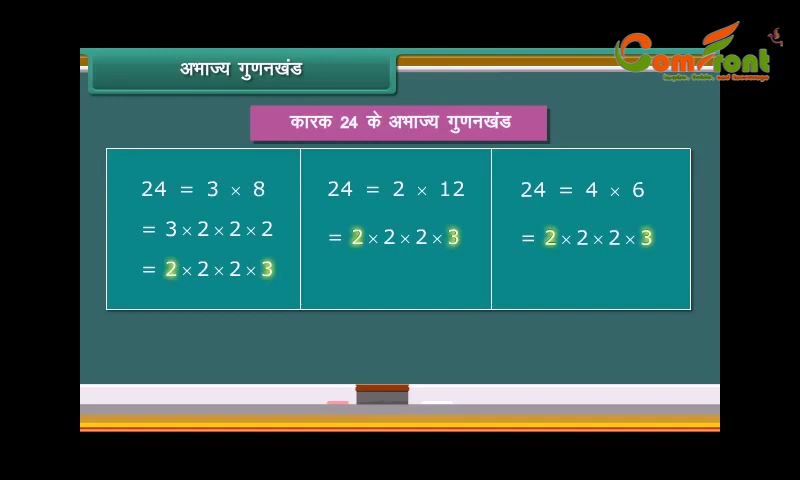 अभाज्य गुणनखंड
Comfront
कारक 24 के अभाज्य गुणनखंड
24 = 3 × 8
= 3 × 2 × 2 × 2
= 2 × 2 × 2 × 3
24 = 2 × 12
= 2 × 2 × 2 × 3
24 = 4 × 6
= 2 × 2 × 2 × 3